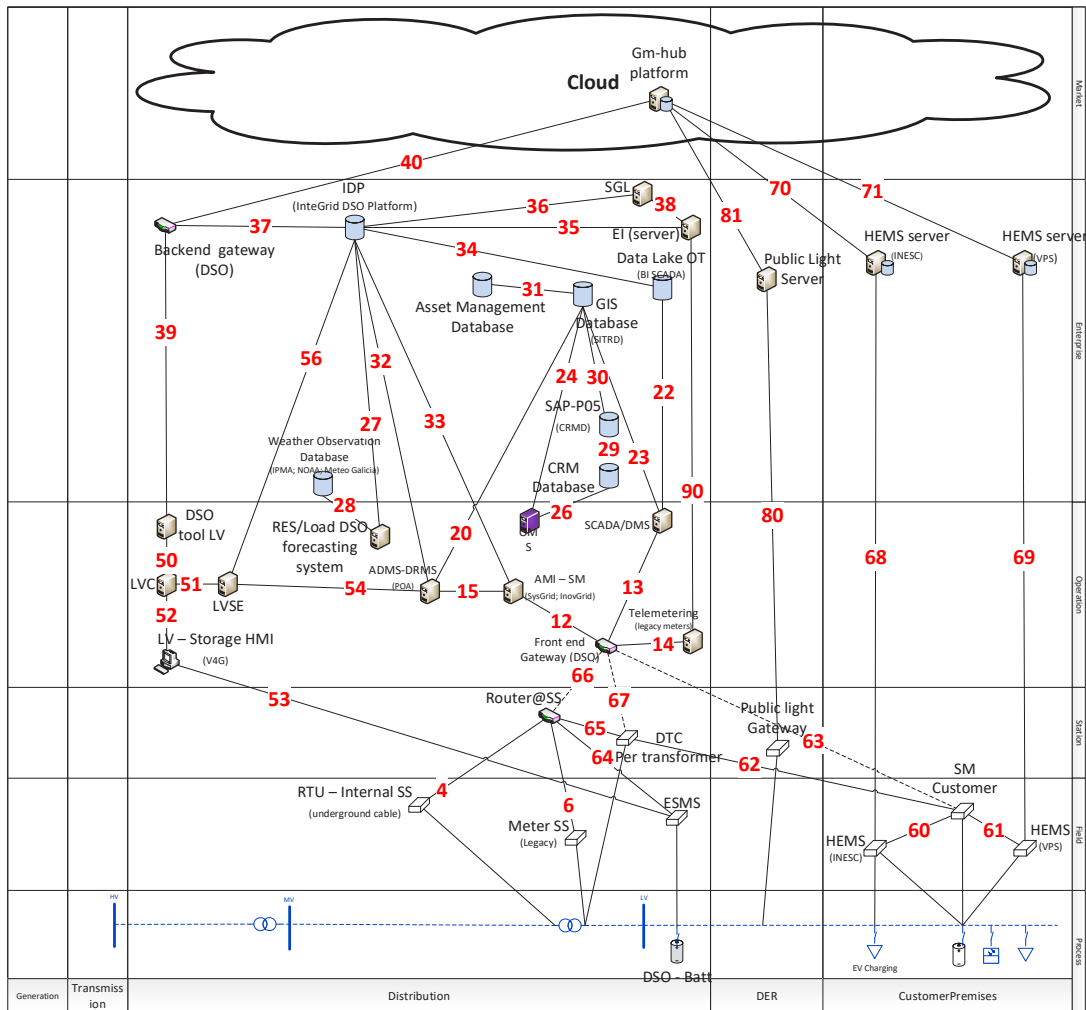 Gm-hub
platform
Cloud
Market
40
70
71
81
IDP
(InteGrid DSO Platform)
36
SGL
38
37
35
EI (server)
Backend gateway
(DSO)
34
Data Lake OT
(BI SCADA)
HEMS server
(INESC)
HEMS server
(VPS)
Public Light
Server
31
Asset Management
Database
GIS
Database
(SITRD)
Enterprise
39
56
32
24
30
22
33
27
SAP-P05
(CRMD)
29
23
Weather Observation
Database
(IPMA; NOAA; Meteo Galicia)
CRM
Database
28
26
90
80
DSO
tool LV
RES/Load DSO
forecasting
system
20
OM
S
SCADA/DMS
68
69
50
LVC
51
LVSE
54
ADMS-DRMS
(POA)
15
AMI – SM
(SysGrid; InovGrid)
13
Operation
52
12
Telemetering
(legacy meters)
14
LV – Storage HMI
(V4G)
Front end
Gateway (DSO)
66
53
67
Router@SS
65
64
DTC
Per transformer
Public light
Gateway
63
62
Station
SM
Customer
RTU – Internal SS
(underground cable)
4
6
ESMS
Meter SS
(Legacy)
60
61
HEMS
(INESC)
HEMS
(VPS)
Field
HV
MV
LV
EV Charging
DSO - Batt
Process
Generation
Transmiss
ion
Distribution
DER
CustomerPremises